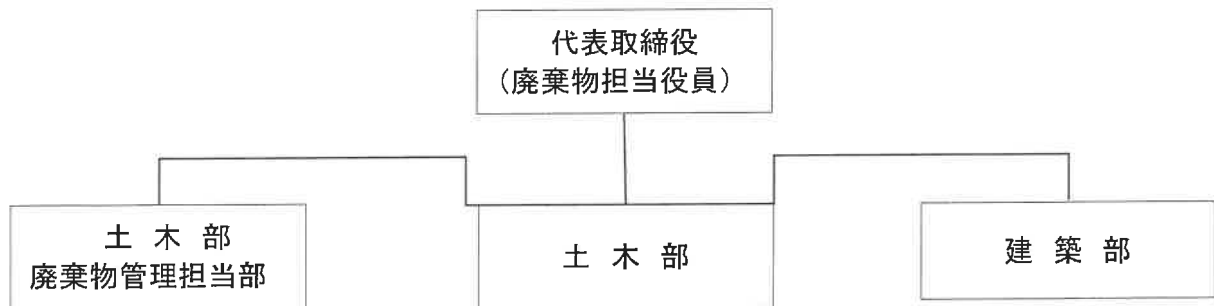 代表取締役
（廃棄物担当役員）
土木部
廃棄物管理担当部
土木部
建築部